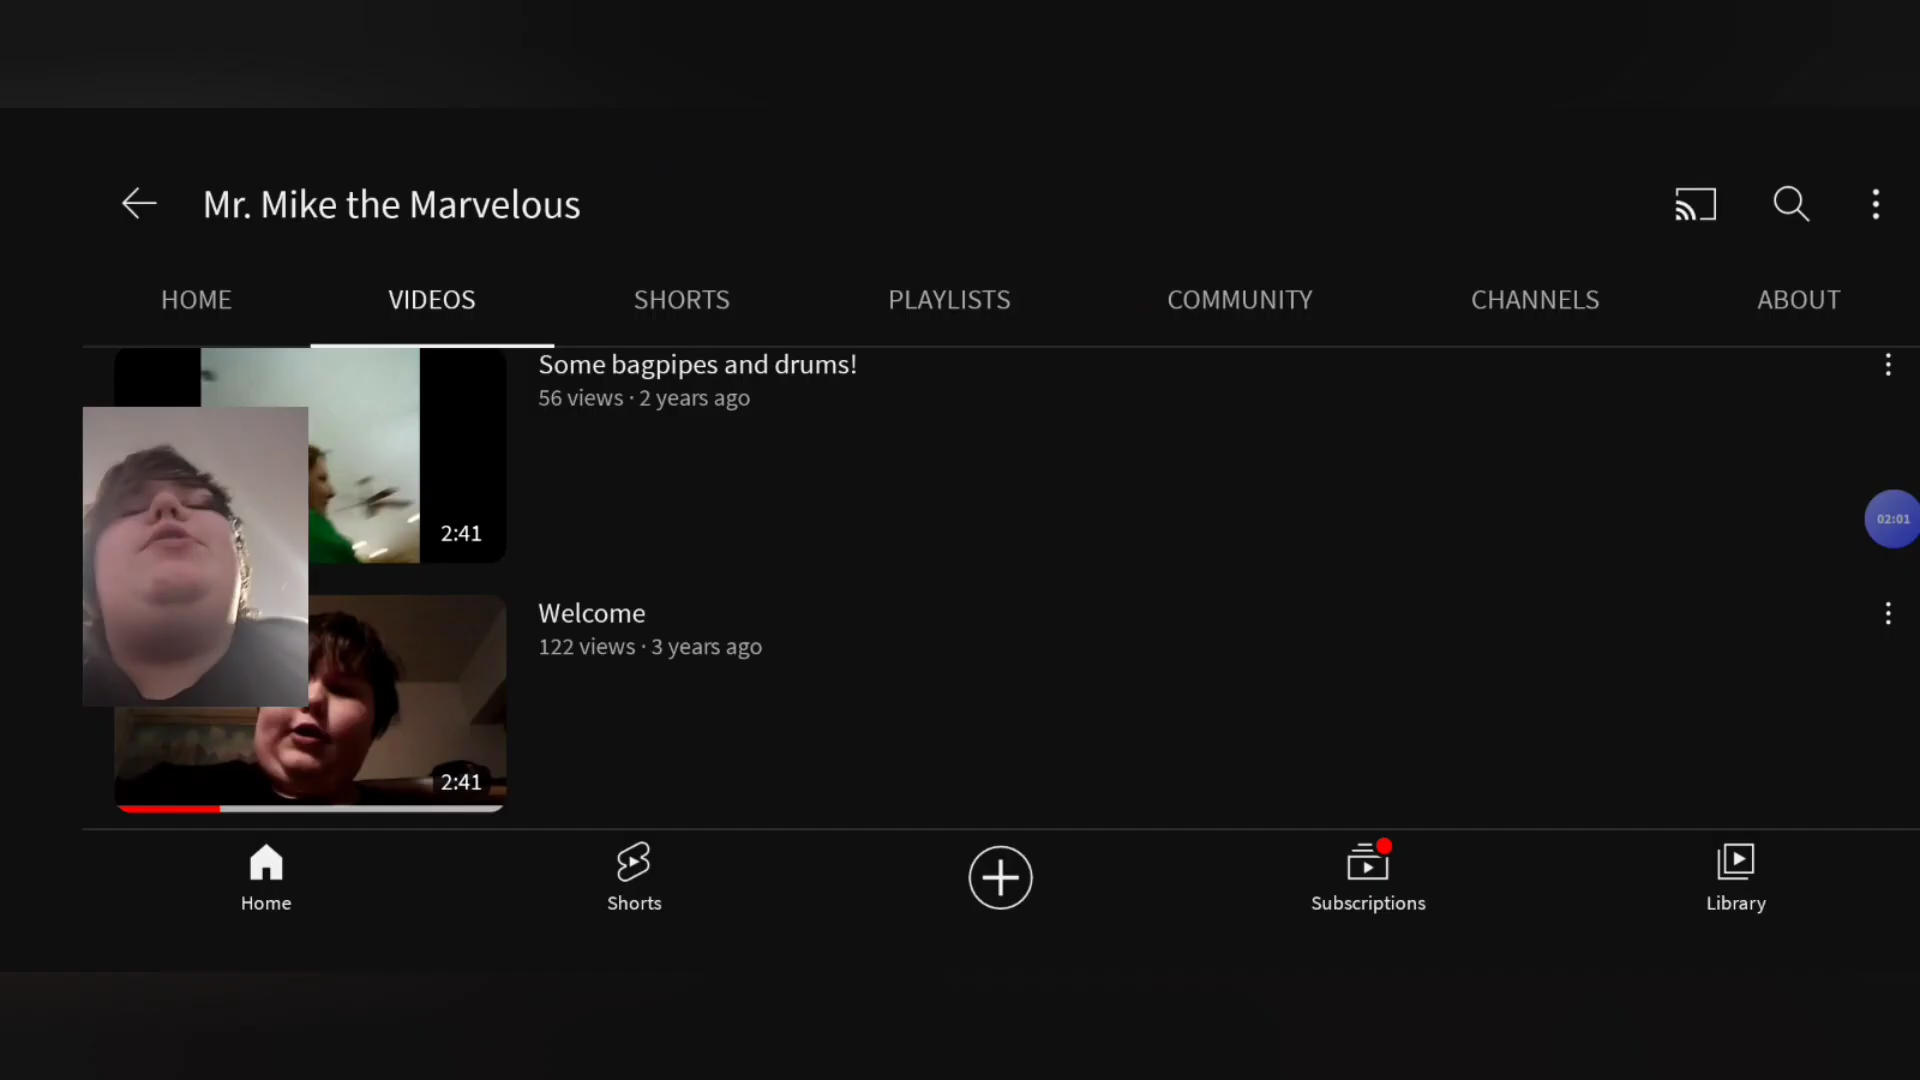 Mr. Mike the Marvelous
HOME VIDEOS SHORTS PLAYLISTS COMMUNITY CHANNELS ABOUT
Some bagpipes and drums!
56 views · 2 years ago
2:41
02:01
Welcome
122 views · 3 years ago
2:41
Home Shorts Subscriptions Library